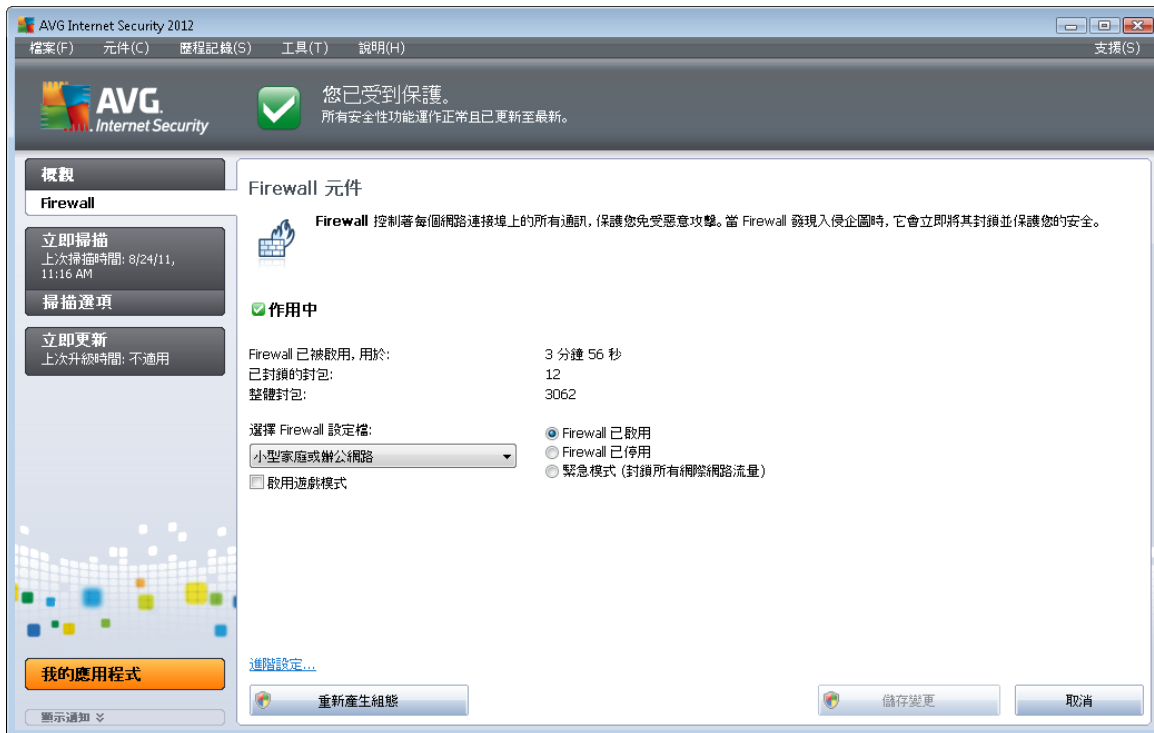 AVG Internet Security 2012
檔案(F) 元件(C) 歷程記錄(S) 工具(T) 說明(H) 支援(S)
AVG.
Internet Security
您已受到保護。
所有安全性功能運作正常且已更新至最新。
概觀
Firewall
立即掃描
上次掃描時間: 8/24/11,
11:16 AM
掃描選項
立即更新
上次升級時間: 不適用
我的應用程式
顯示通知
Firewall 元件
Firewall 控制著每個網路連接埠上的所有通訊, 保護您免受惡意攻擊。當 Firewall 發現入侵企圖時, 它會立即將其封鎖並保護您的安全。
作用中
Firewall 已被啟用, 用於: 3 分鐘 56 秒
已封鎖的封包: 12
整體封包: 3062
選擇 Firewall 設定檔:
小型家庭或辦公網路
啟用遊戲模式
Firewall 已啟用
Firewall 已停用
緊急模式 (封鎖所有網際網路流量)
進階設定...
重新產生組態
儲存變更
取消